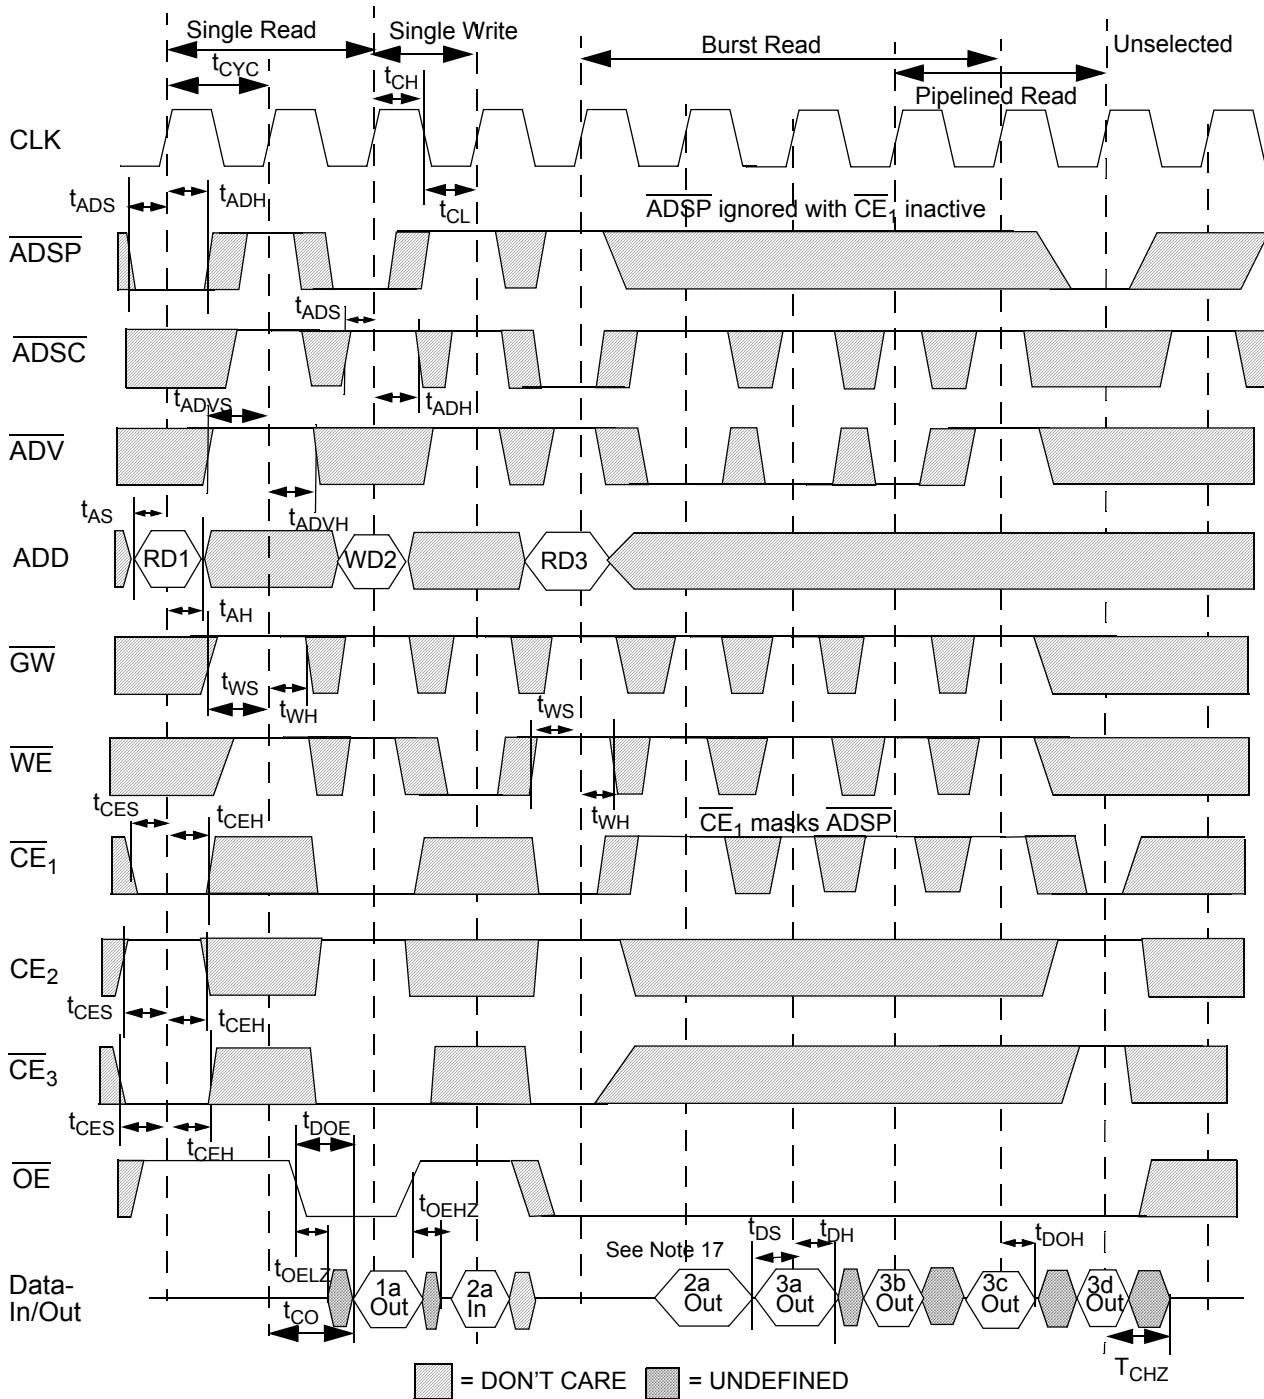 Single Read
Single Write
Burst Read
Unselected
tCYC
tCH
Pipelined Read
CLK
tADS
tADH
tCL
ADSP ignored with CE1 inactive
ADSP
tADS
ADSC
tADVS
tADH
ADV
tAS
tADVH
ADD
RD1
WD2
RD3
tAH
GW
tWS
tWH
tWS
WE
tCES
tCEH
tWH
CE1 masks ADSP
CE1
CE2
tCES
tCEH
CE3
tCES
tCEH
tDOE
OE
tOEHZ
tOELZ
See Note 17
tDS
tDH
tDOH
Data-
In/Out
1a
Out
2a
In
2a
Out
3a
Out
3b
Out
3c
Out
3d
Out
tCO
TCHZ
= DON'T CARE
= UNDEFINED